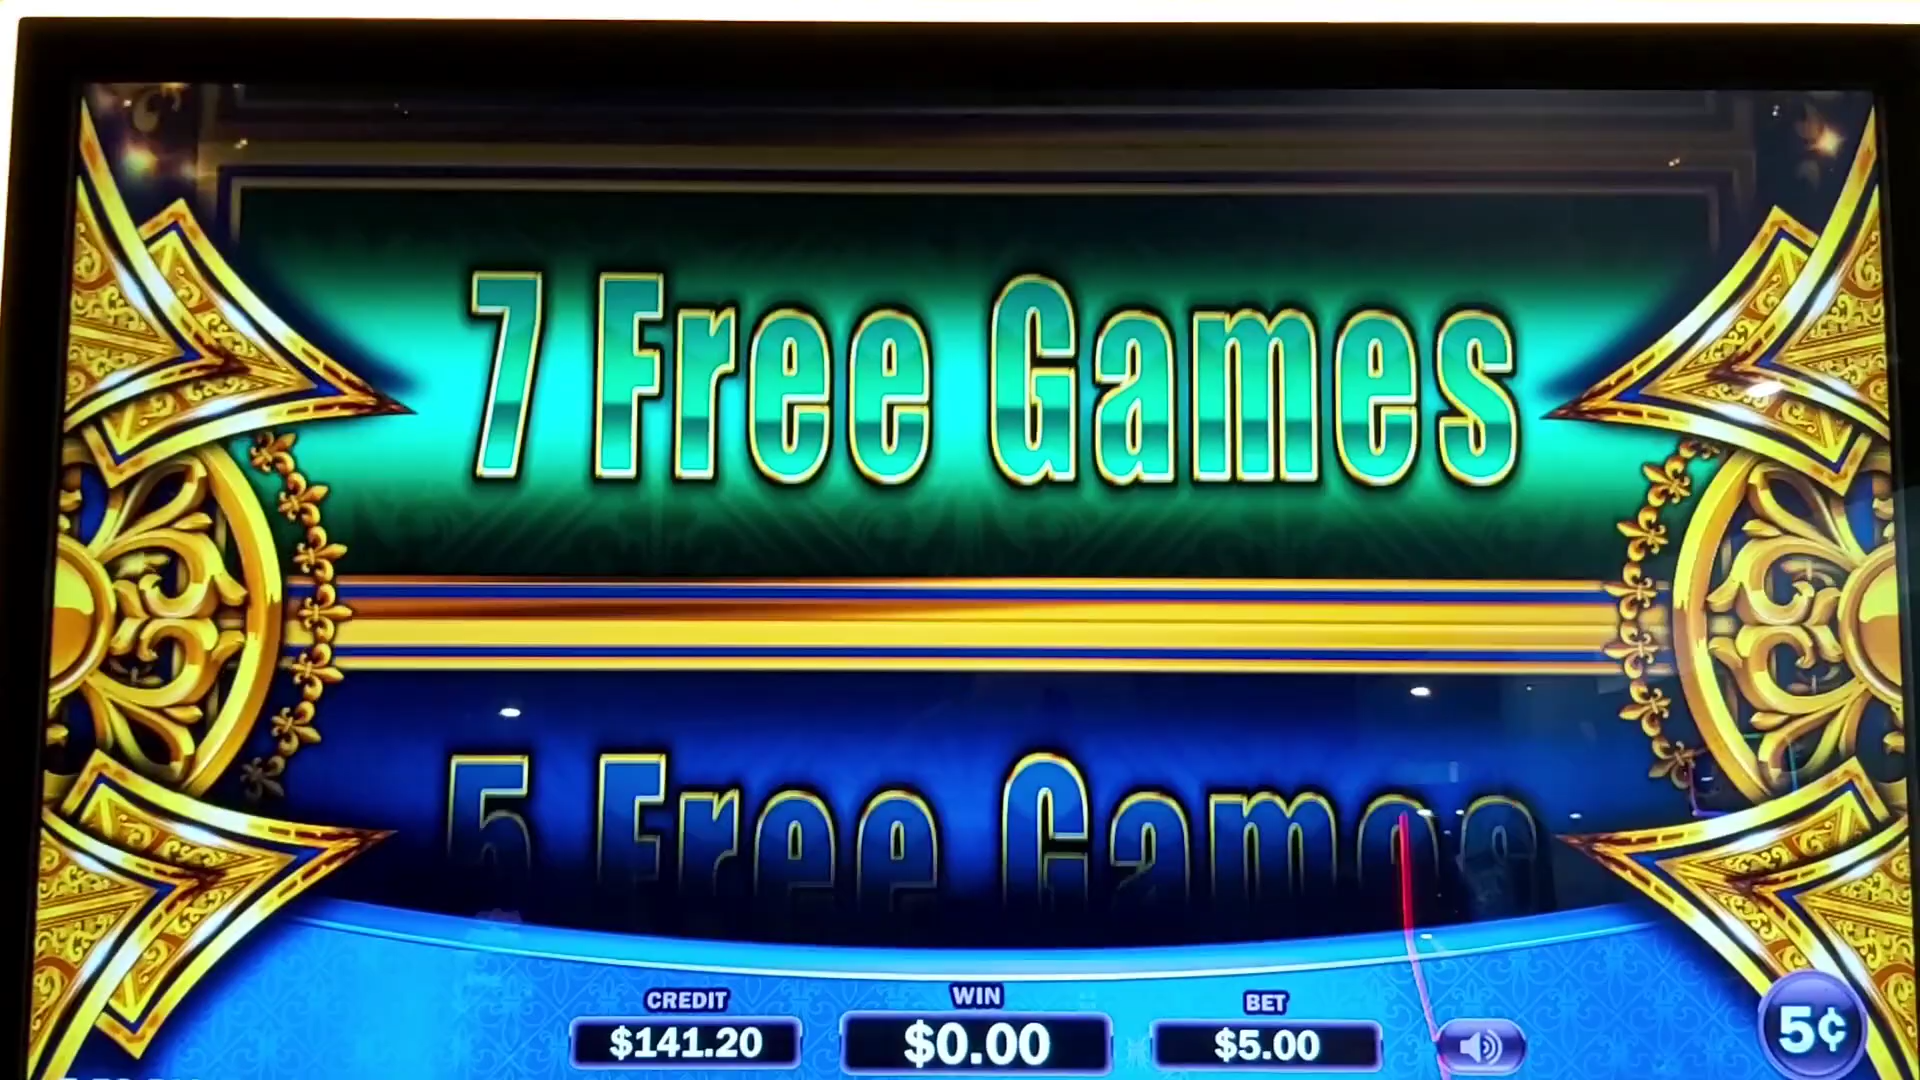 7 Free Games
5 Free Games
CREDIT WIN BET
$141.20 $0.00 $5.00 5¢